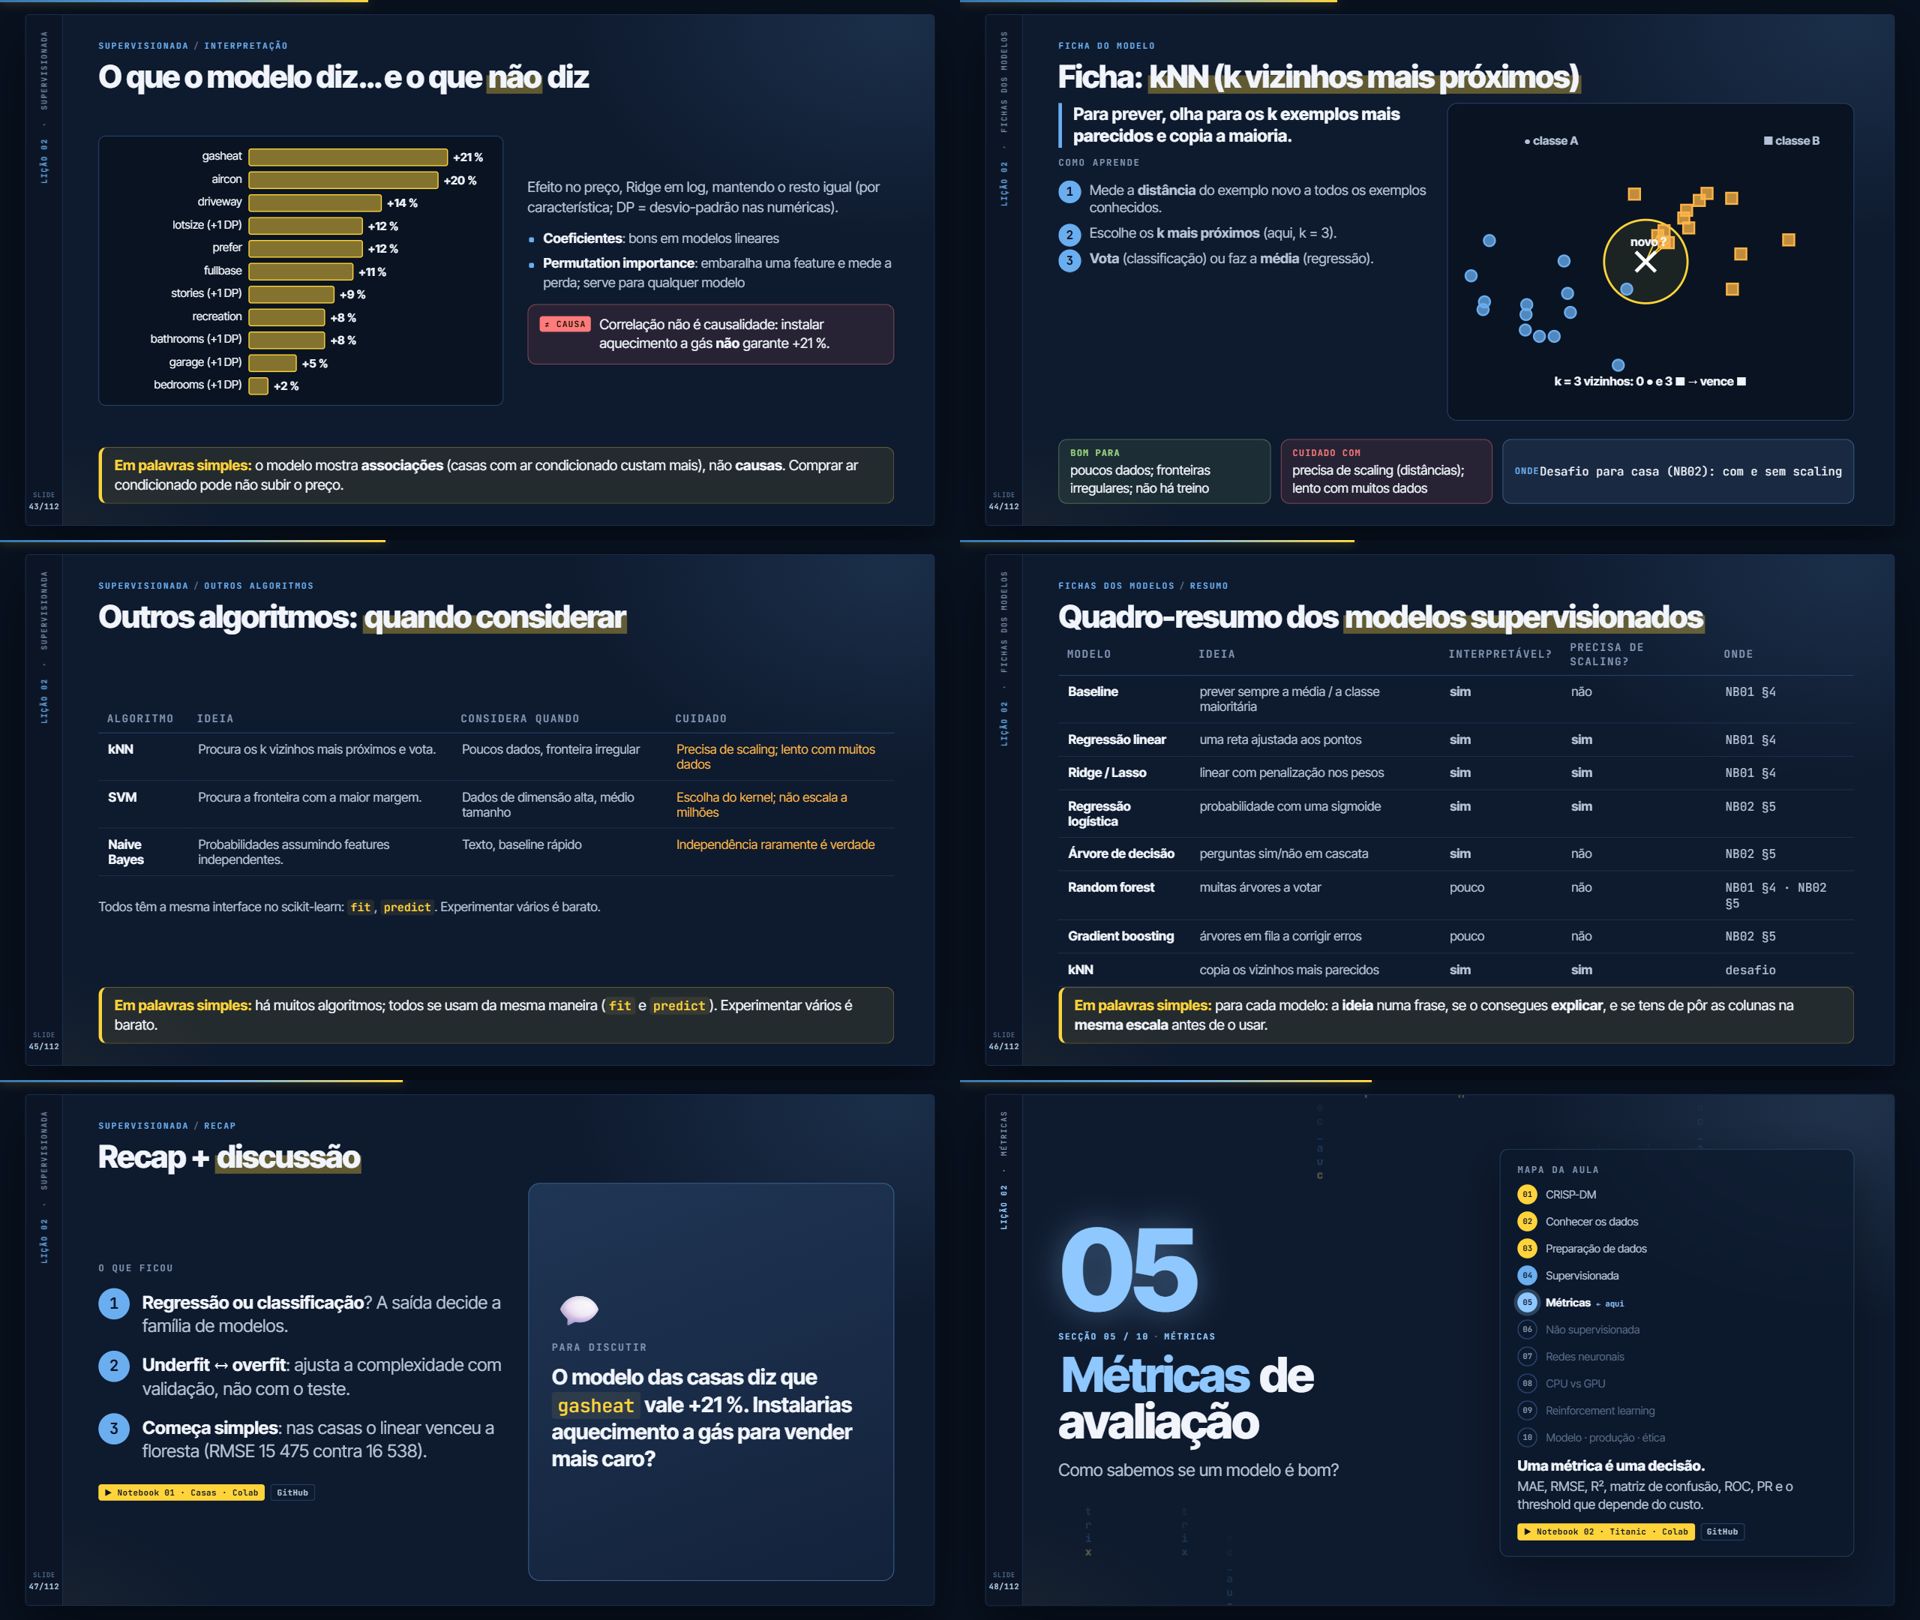 LIÇÃO 02 · SUPERVISIONADA
SUPERVISIONADA / INTERPRETAÇÃO
O que o modelo diz... e o que não diz
gasheat +21 %
aircon +20 %
driveway +14 %
lotsize (+1 DP) +12 %
prefer +12 %
fullbase +11 %
stories (+1 DP) +9 %
recreation +8 %
bathrooms (+1 DP) +8 %
garage (+1 DP) +5 %
bedrooms (+1 DP) +2 %
Efeito no preço, Ridge em log, mantendo o resto igual (por
característica; DP = desvio-padrão nas numéricas).
Coeficientes: bons em modelos lineares
Permutation importance: embaralha uma feature e mede a
perda; serve para qualquer modelo
≠ CAUSA Correlação não é causalidade: instalar
aquecimento a gás não garante +21 %.
Em palavras simples: o modelo mostra associações (casas com ar condicionado custam mais), não causas. Comprar ar
condicionado pode não subir o preço.
SLIDE
43/112
LIÇÃO 02 · FICHAS DOS MODELOS
FICHA DO MODELO
Ficha: kNN (k vizinhos mais próximos)
Para prever, olha para os k exemplos mais
parecidos e copia a maioria.
COMO APRENDE
1 Mede a distância do exemplo novo a todos os exemplos
conhecidos.
2 Escolhe os k mais próximos (aqui, k = 3).
3 Vota (classificação) ou faz a média (regressão).
● classe A ■ classe B
novo ?
k = 3 vizinhos: 0 ● e 3 ■ → vence ■
BOM PARA
poucos dados; fronteiras
irregulares; não há treino
CUIDADO COM
precisa de scaling (distâncias);
lento com muitos dados
ONDE Desafio para casa (NB02): com e sem scaling
SLIDE
44/112
LIÇÃO 02 · SUPERVISIONADA
SUPERVISIONADA / OUTROS ALGORITMOS
Outros algoritmos: quando considerar
ALGORITMO IDEIA CONSIDERA QUANDO CUIDADO
kNN Procura os k vizinhos mais próximos e vota. Poucos dados, fronteira irregular Precisa de scaling; lento com muitos
dados
SVM Procura a fronteira com a maior margem. Dados de dimensão alta, médio Escolha do kernel; não escala a
tamanho milhões
Naive Probabilidades assumindo features Texto, baseline rápido Independência raramente é verdade
Bayes independentes.
Todos têm a mesma interface no scikit-learn: fit, predict. Experimentar vários é barato.
Em palavras simples: há muitos algoritmos; todos se usam da mesma maneira ( fit e predict ). Experimentar vários é
barato.
SLIDE
45/112
LIÇÃO 02 · FICHAS DOS MODELOS
FICHAS DOS MODELOS / RESUMO
Quadro-resumo dos modelos supervisionados
MODELO IDEIA INTERPRETÁVEL? PRECISA DE ONDE
SCALING?
Baseline prever sempre a média / a classe sim não NB01 §4
maioritária
Regressão linear uma reta ajustada aos pontos sim sim NB01 §4
Ridge / Lasso linear com penalização nos pesos sim sim NB01 §4
Regressão probabilidade com uma sigmoide sim sim NB02 §5
logística
Árvore de decisão perguntas sim/não em cascata sim não NB02 §5
Random forest muitas árvores a votar pouco não NB01 §4 · NB02
§5
Gradient boosting árvores em fila a corrigir erros pouco não NB02 §5
kNN copia os vizinhos mais parecidos sim sim desafio
Em palavras simples: para cada modelo: a ideia numa frase, se o consegues explicar, e se tens de pôr as colunas na
mesma escala antes de o usar.
SLIDE
46/112
LIÇÃO 02 · SUPERVISIONADA
SUPERVISIONADA / RECAP
Recap + discussão
O QUE FICOU
1 Regressão ou classificação? A saída decide a
família de modelos.
2 Underfit ↔ overfit: ajusta a complexidade com
validação, não com o teste.
3 Começa simples: nas casas o linear venceu a
floresta (RMSE 15 475 contra 16 538).
▶ Notebook 01 · Casas · Colab GitHub
PARA DISCUTIR
O modelo das casas diz que
gasheat vale +21 %. Instalarias
aquecimento a gás para vender
mais caro?
SLIDE
47/112
LIÇÃO 02 · MÉTRICAS
05
SECÇÃO 05 / 10 · MÉTRICAS
Métricas de
avaliação
Como sabemos se um modelo é bom?
MAPA DA AULA
01 CRISP-DM
02 Conhecer os dados
03 Preparação de dados
04 Supervisionada
05 Métricas ← aqui
06 Não supervisionada
07 Redes neuronais
08 CPU vs GPU
09 Reinforcement learning
10 Modelo · produção · ética
Uma métrica é uma decisão.
MAE, RMSE, R², matriz de confusão, ROC, PR e o
threshold que depende do custo.
▶ Notebook 02 · Titanic · Colab GitHub
SLIDE
48/112